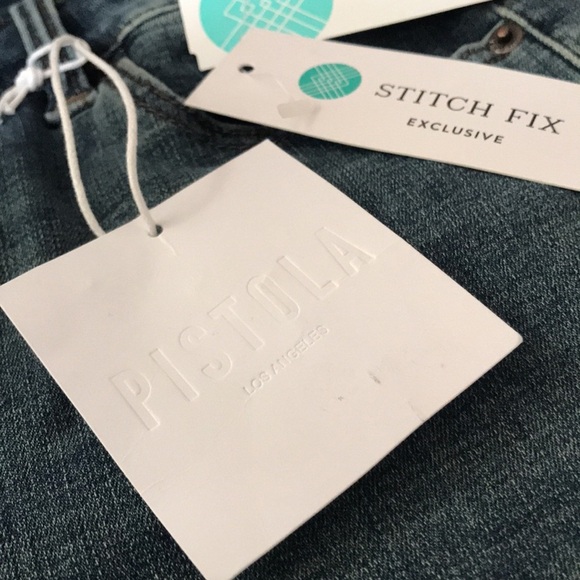 STITCH FIX
EXCLUSIVE
PISTOLA
LOS ANGELES